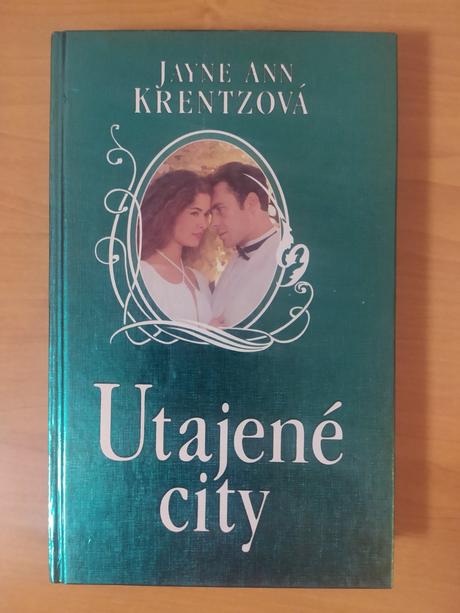 JAYNE ANN
KRENTZOVÁ
Utajené
city